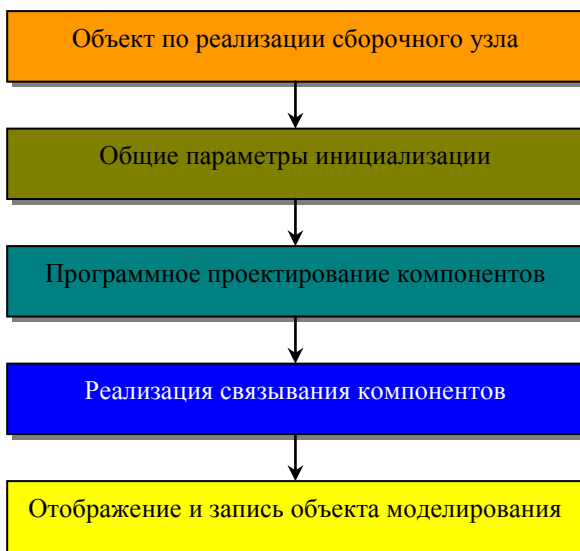 Объект по реализации сборочного узла
Общие параметры инициализации
Программное проектирование компонентов
Реализация связывания компонентов
Отображение и запись объекта моделирования